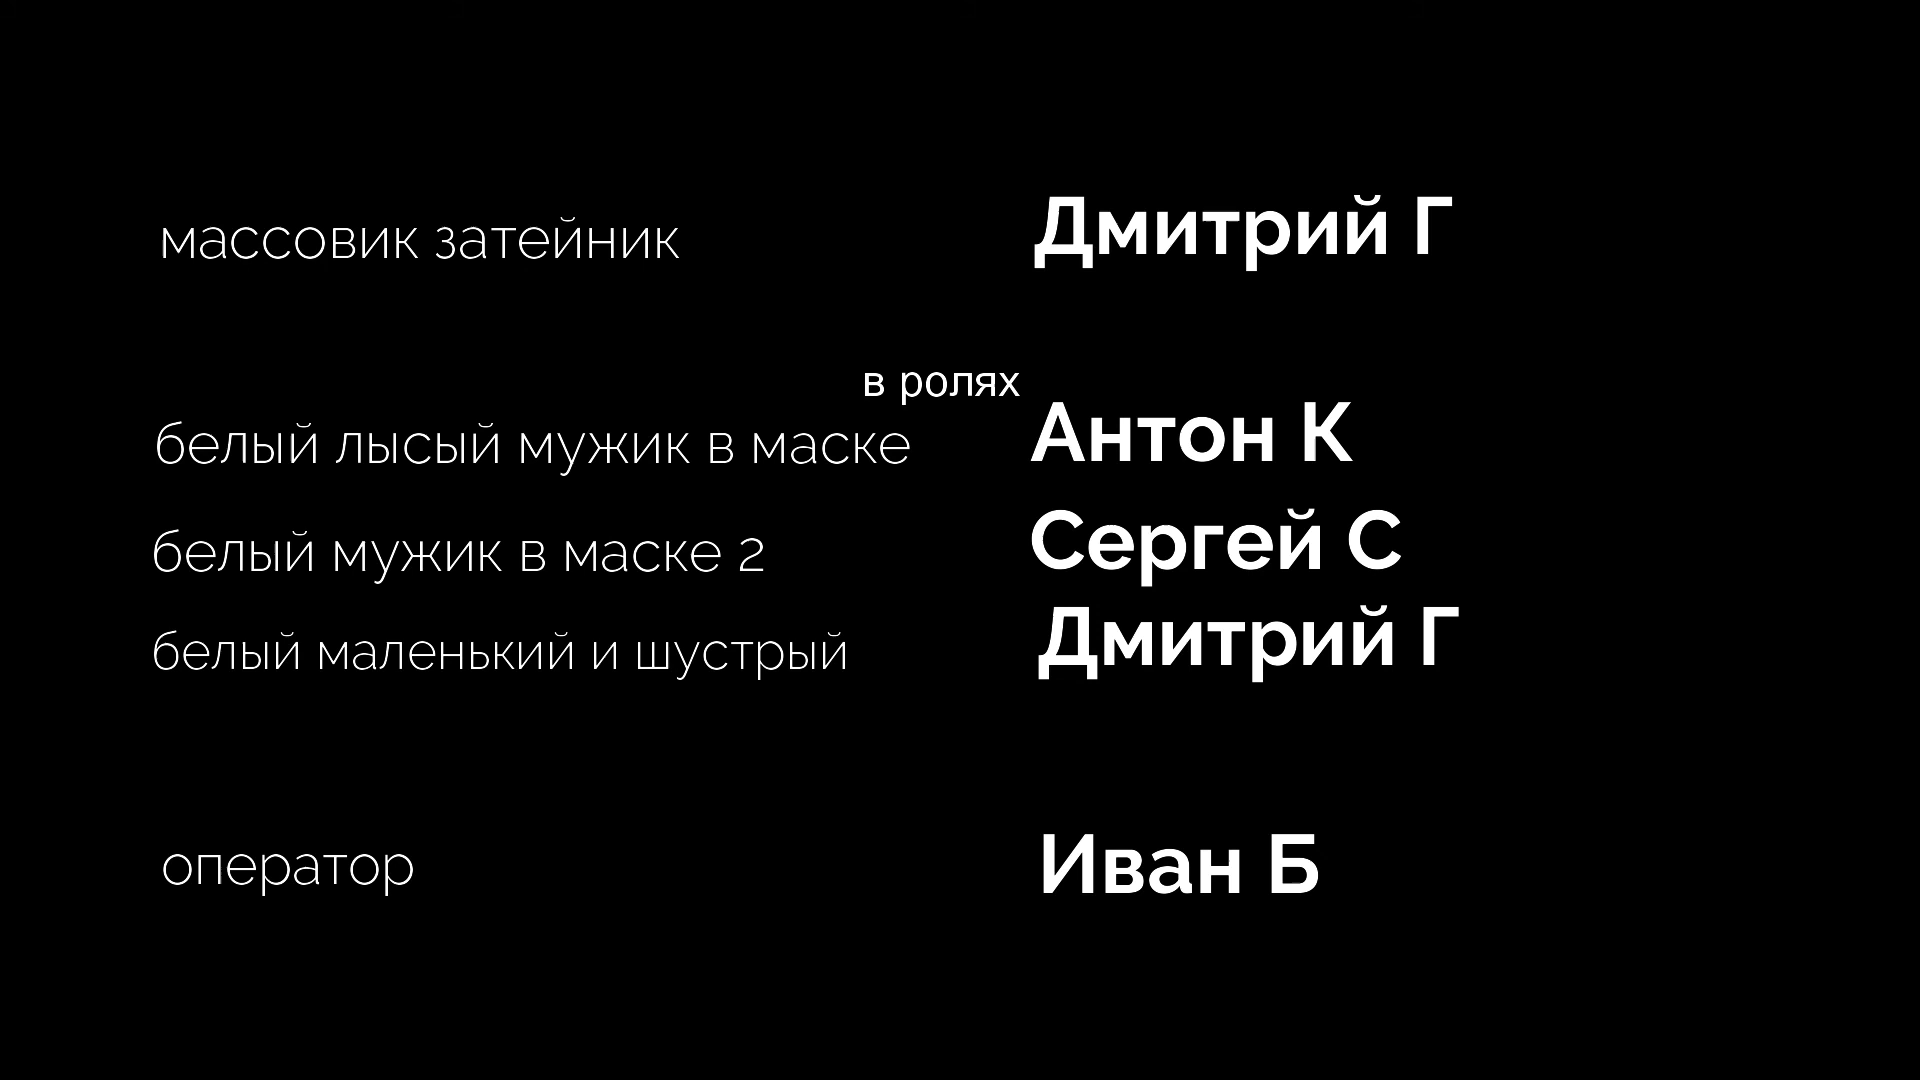 массовик затейник Дмитрий Г
в ролях
белый лысый мужик в маске Антон К
белый мужик в маске 2 Сергей С
белый маленький и шустрый Дмитрий Г
оператор Иван Б